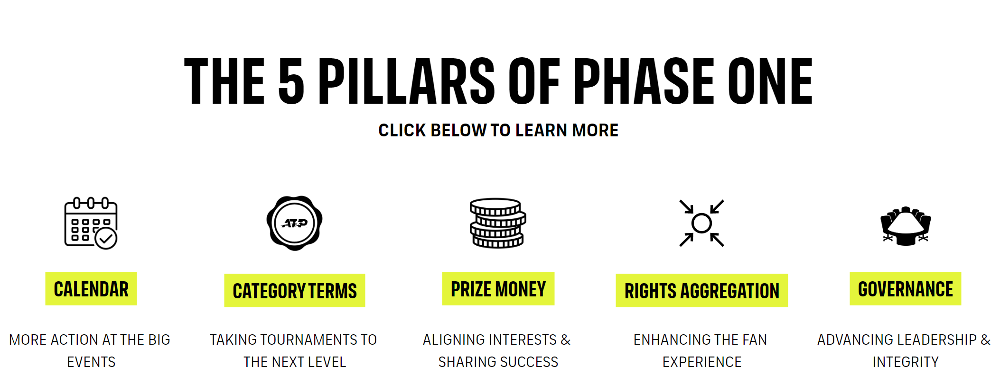 THE 5 PILLARS OF PHASE ONE
CLICK BELOW TO LEARN MORE
ATP
CALENDAR
MORE ACTION AT THE BIG
EVENTS
CATEGORY TERMS
TAKING TOURNAMENTS TO
THE NEXT LEVEL
PRIZE MONEY
ALIGNING INTERESTS &
SHARING SUCCESS
RIGHTS AGGREGATION
ENHANCING THE FAN
EXPERIENCE
GOVERNANCE
ADVANCING LEADERSHIP &
INTEGRITY